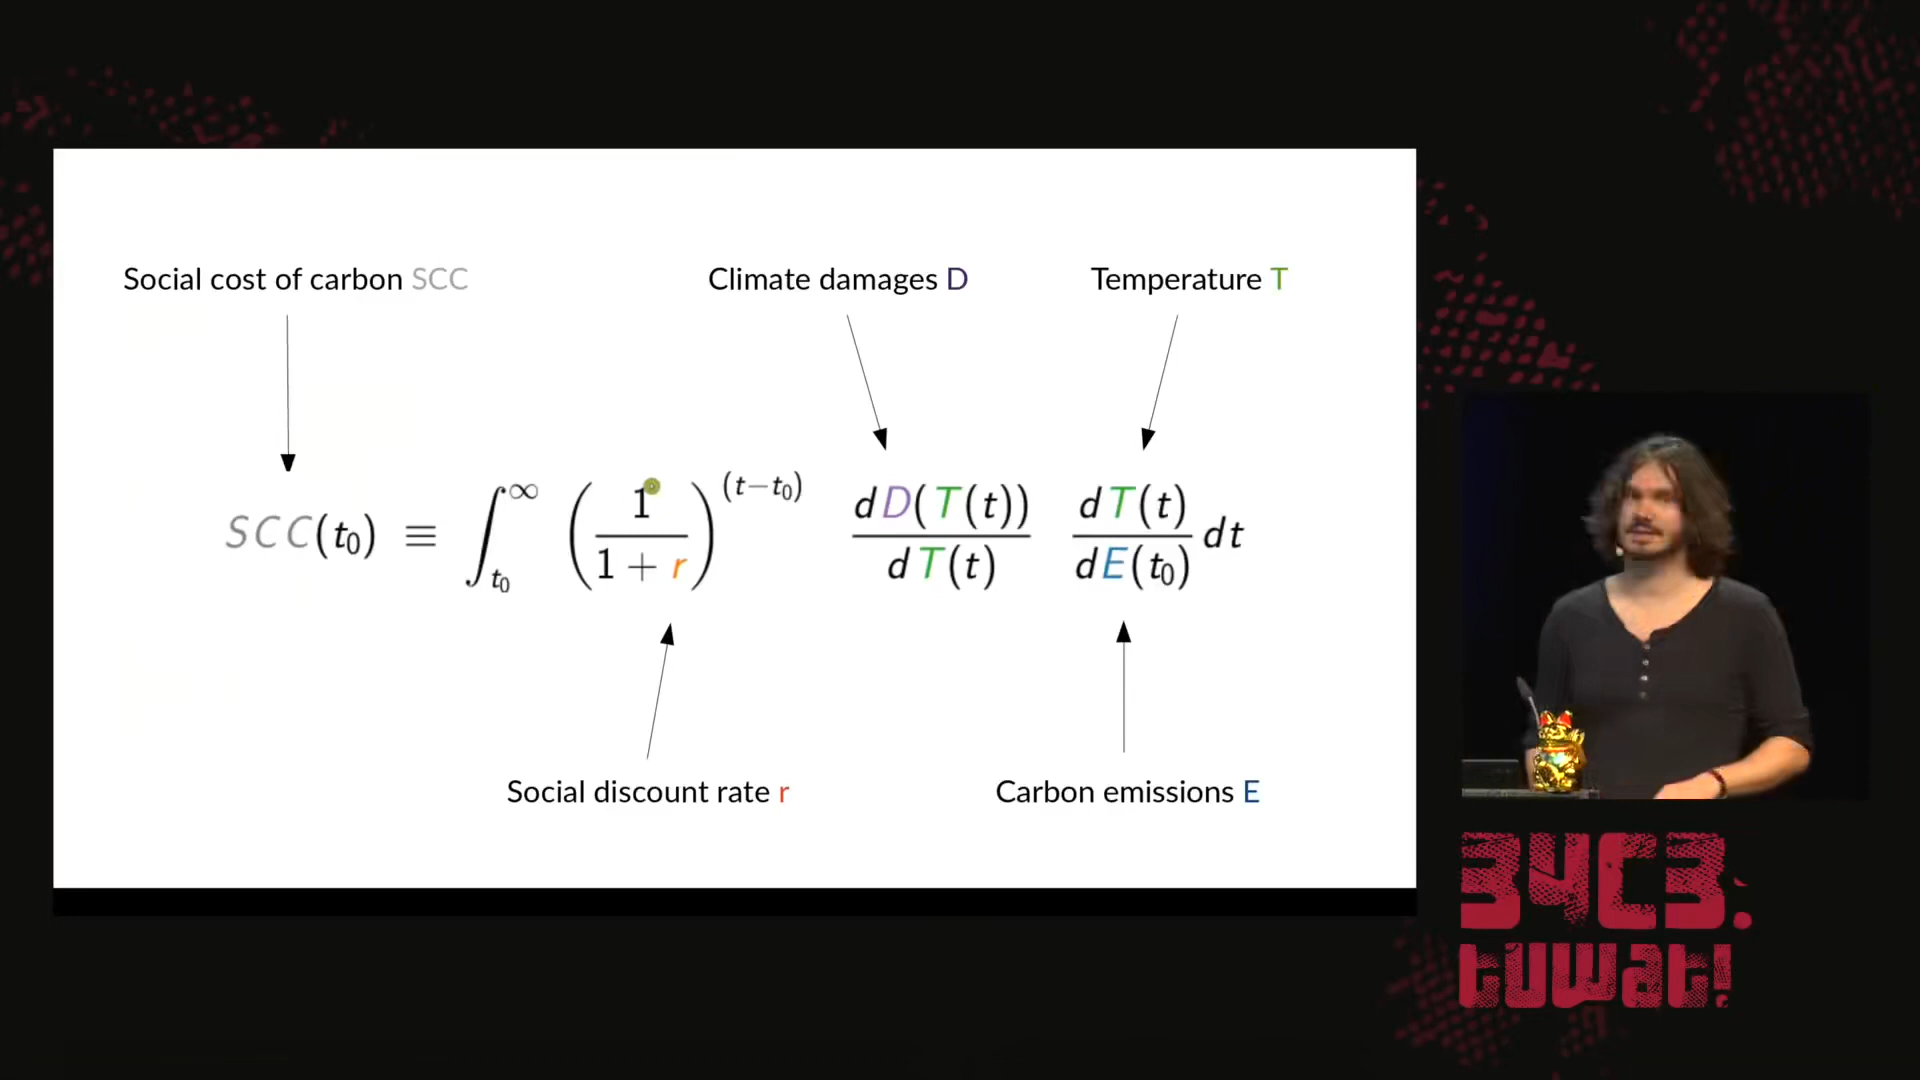 Social cost of carbon SCC
Climate damages D
Temperature T
SCC(t₀) ≡ ∫_{t₀}^{∞} (1/(1 + r))^{(t−t₀)} dD(T(t))/dT(t) dT(t)/dE(t₀) dt
Social discount rate r
Carbon emissions E
34C3.
tuwat!